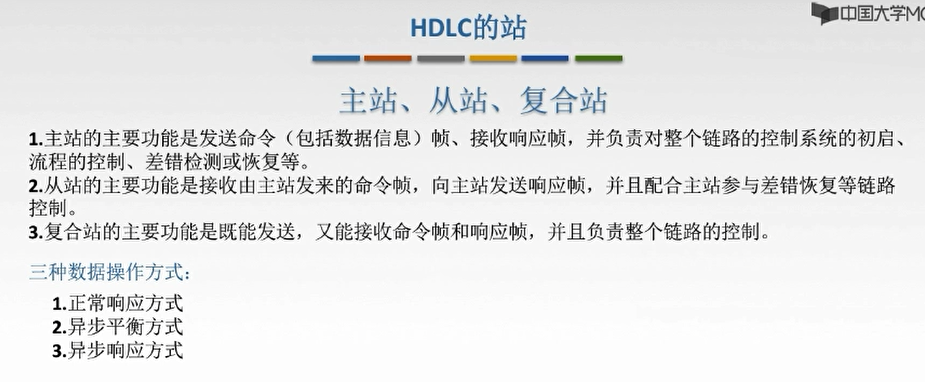 中国大学MO
HDLC的站
主站、从站、复合站
1.主站的主要功能是发送命令（包括数据信息）帧、接收响应帧，并负责对整个链路的控制系统的初启、
流程的控制、差错检测或恢复等。
2.从站的主要功能是接收由主站发来的命令帧，向主站发送响应帧，并且配合主站参与差错恢复等链路
控制。
3.复合站的主要功能是既能发送，又能接收命令帧和响应帧，并且负责整个链路的控制。
三种数据操作方式：
1.正常响应方式
2.异步平衡方式
3.异步响应方式